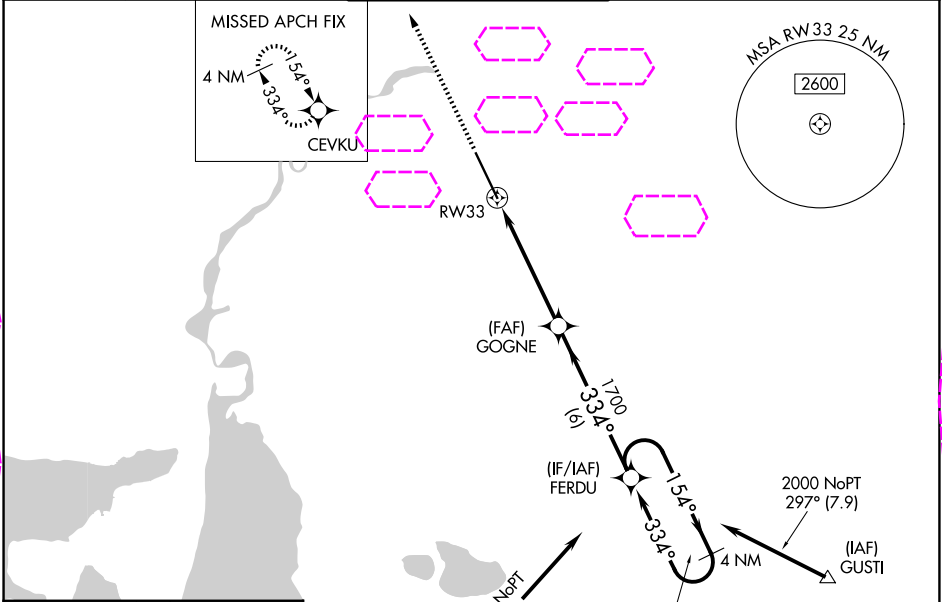 MISSED APCH FIX
4 NM
154°
334°
CEVKU
MSA RW33 25 NM
2600
RW33
(FAF)
GOGNE
1700
334°
(6)
(IF/IAF)
FERDU
154°
334°
4 NM
2000 NoPT
297° (7.9)
(IAF)
GUSTI
NoPT